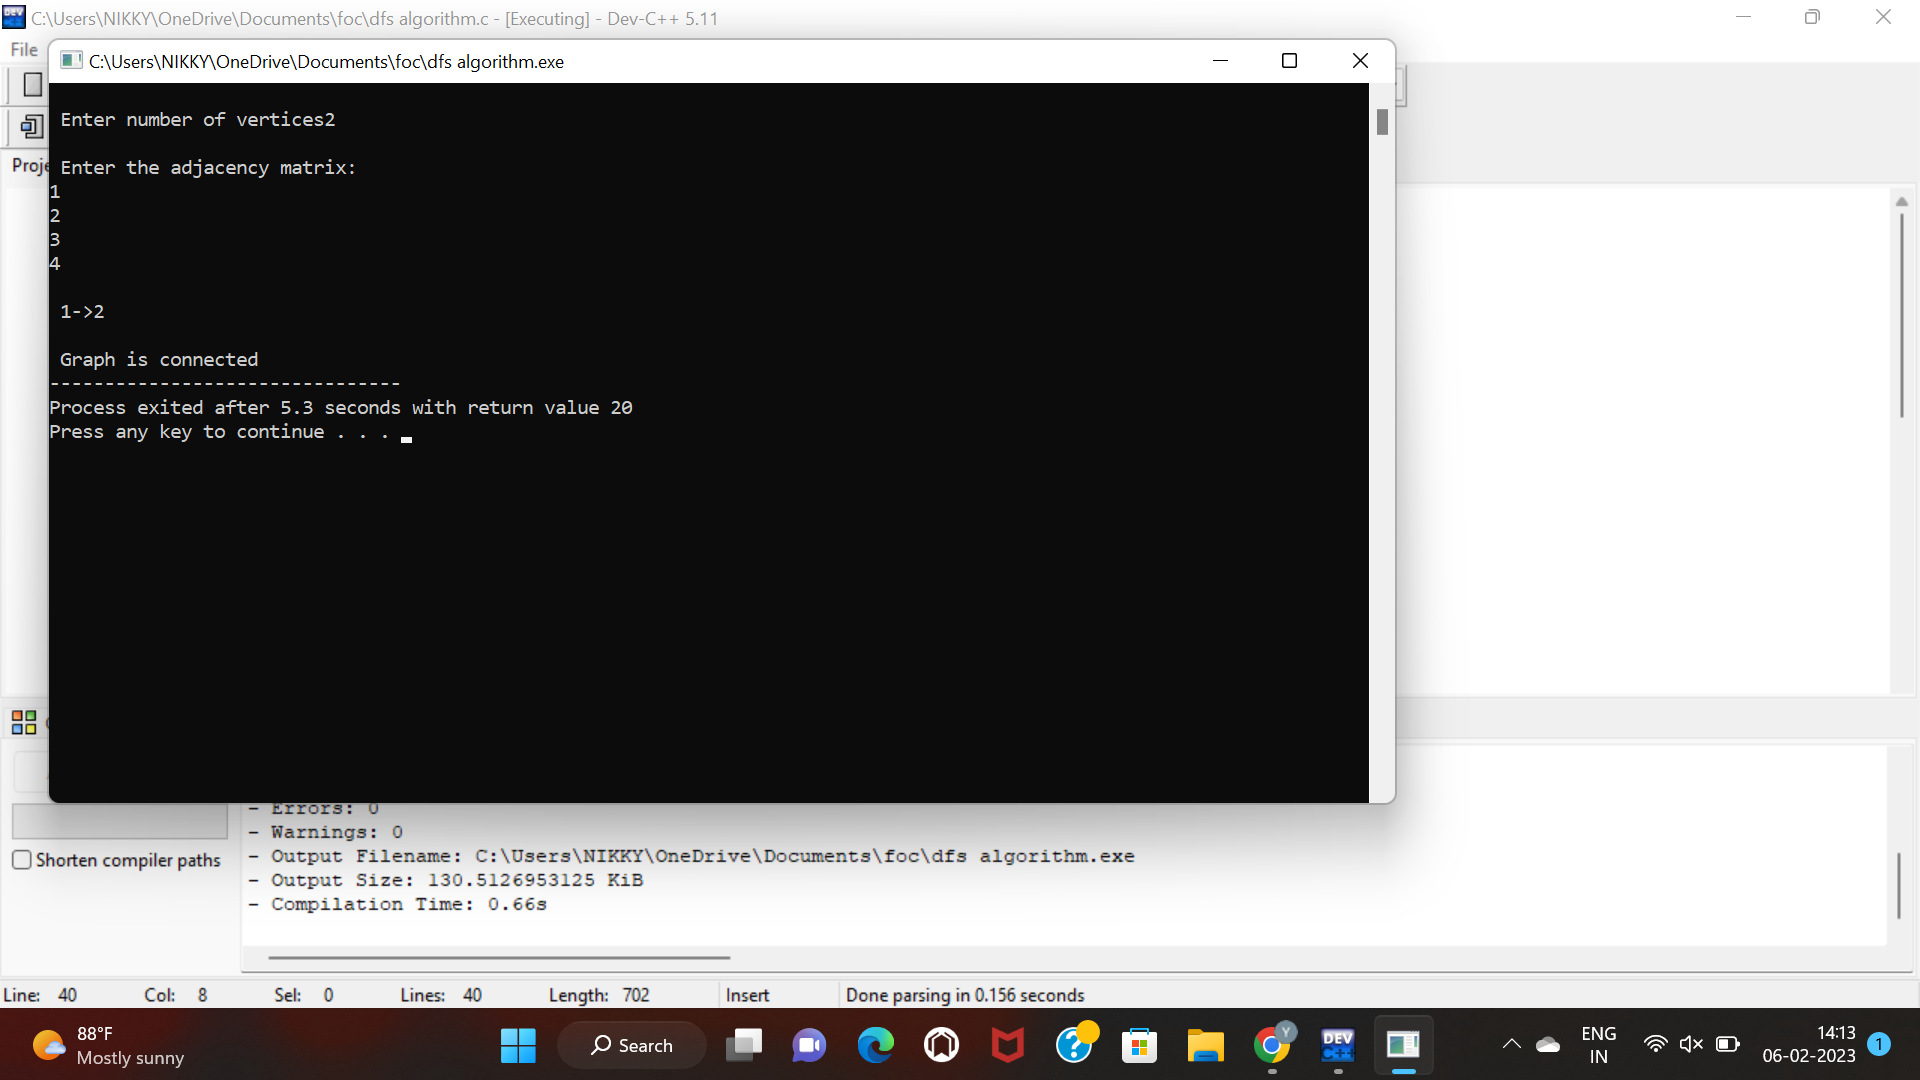 C:\Users\NIKKY\OneDrive\Documents\foc\dfs algorithm.c - [Executing] - Dev-C++ 5.11
File
C:\Users\NIKKY\OneDrive\Documents\foc\dfs algorithm.exe
Enter number of vertices2
Proje
Enter the adjacency matrix:
1
2
3
4
1->2
Graph is connected
--------------------------------
Process exited after 5.3 seconds with return value 20
Press any key to continue . . .
- Errors: 0
- Warnings: 0
Shorten compiler paths
- Output Filename: C:\Users\NIKKY\OneDrive\Documents\foc\dfs algorithm.exe
- Output Size: 130.5126953125 KiB
- Compilation Time: 0.66s
Line: 40 Col: 8 Sel: 0 Lines: 40 Length: 702 Insert Done parsing in 0.156 seconds
88°F
Mostly sunny
Search
Y
DEV
C++
ENG
IN
14:13
06-02-2023
1